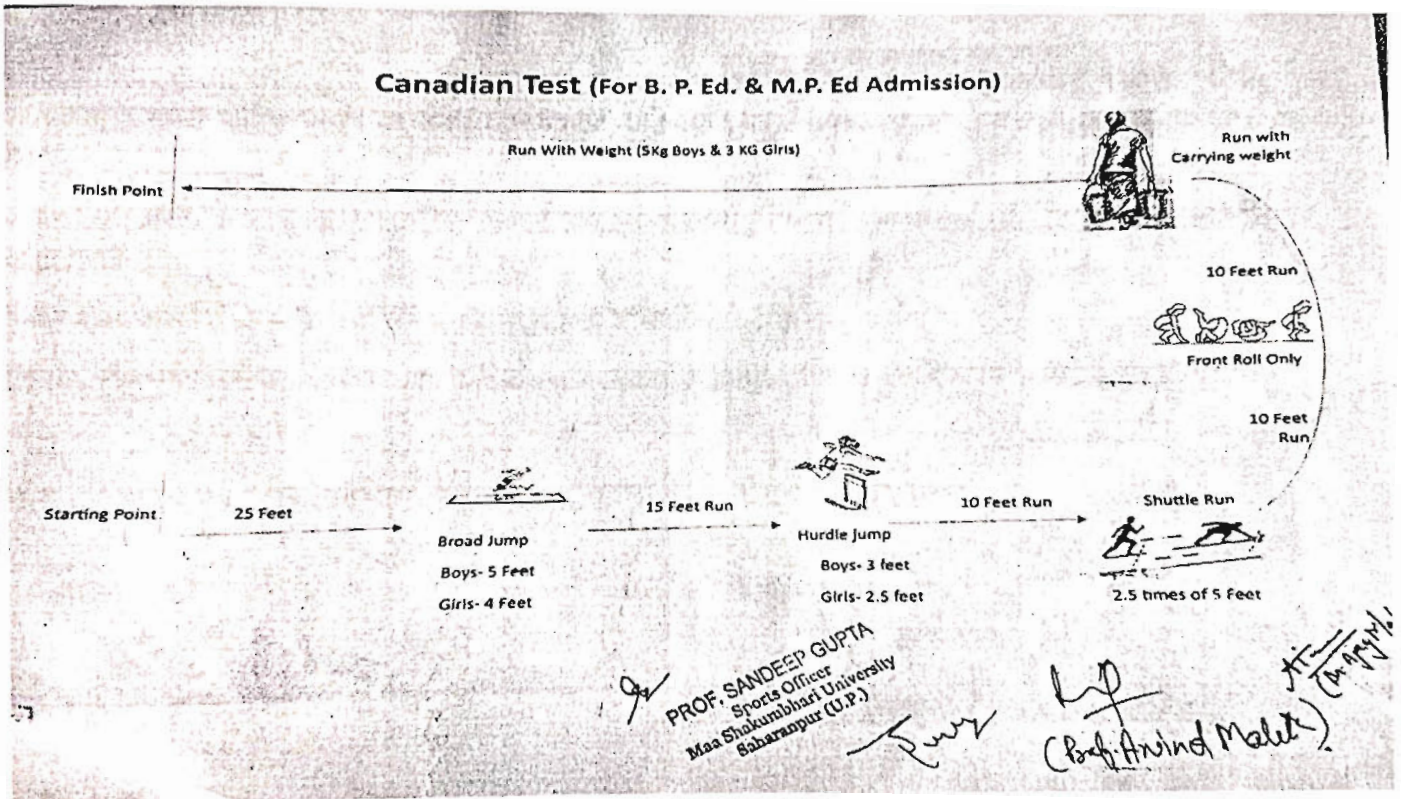 Canadian Test (For B. P. Ed. & M.P. Ed Admission)
Run With Weight (5Kg Boys & 3 KG Girls)
Run with
Carrying weight
Finish Point
10 Feet Run
Front Roll Only
10 Feet
Run
Starting Point
25 Feet
Broad Jump
Boys- 5 Feet
Girls- 4 Feet
15 Feet Run
Hurdle Jump
Boys- 3 feet
Girls- 2.5 feet
10 Feet Run
Shuttle Run
2.5 times of 5 Feet
PROF. SANDEEP GUPTA
Sports Officer
Maa Shakumbhari University
Saharanpur (U.P.)
(Prof. Arvind Malik)